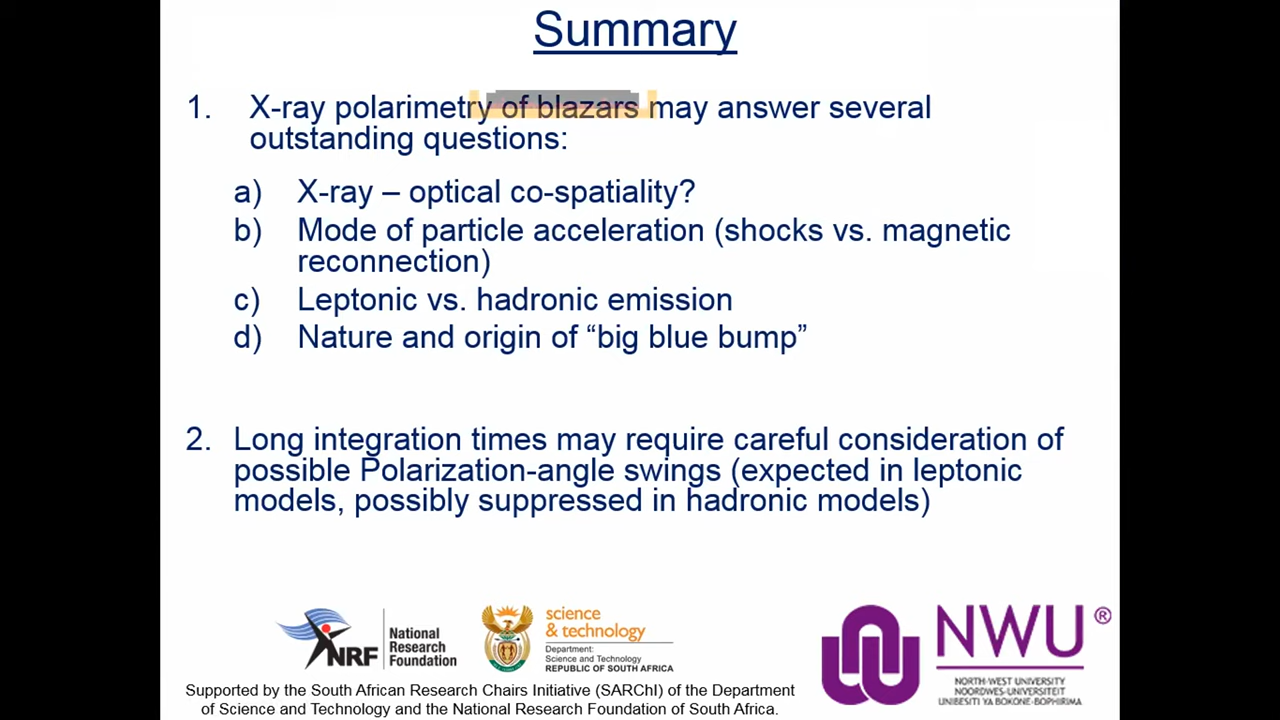 Summary
1. X-ray polarimetry of blazars may answer several
outstanding questions:
a) X-ray – optical co-spatiality?
b) Mode of particle acceleration (shocks vs. magnetic
reconnection)
c) Leptonic vs. hadronic emission
d) Nature and origin of “big blue bump”
2. Long integration times may require careful consideration of
possible Polarization-angle swings (expected in leptonic
models, possibly suppressed in hadronic models)
NRF
National
Research
Foundation
science
& technology
Department:
Science and Technology
REPUBLIC OF SOUTH AFRICA
NWU®
NORTH-WEST UNIVERSITY
NOORDWES-UNIVERSITEIT
UNIBESITI YA BOKONE-BOPHIRIMA
Supported by the South African Research Chairs Initiative (SARChI) of the Department
of Science and Technology and the National Research Foundation of South Africa.